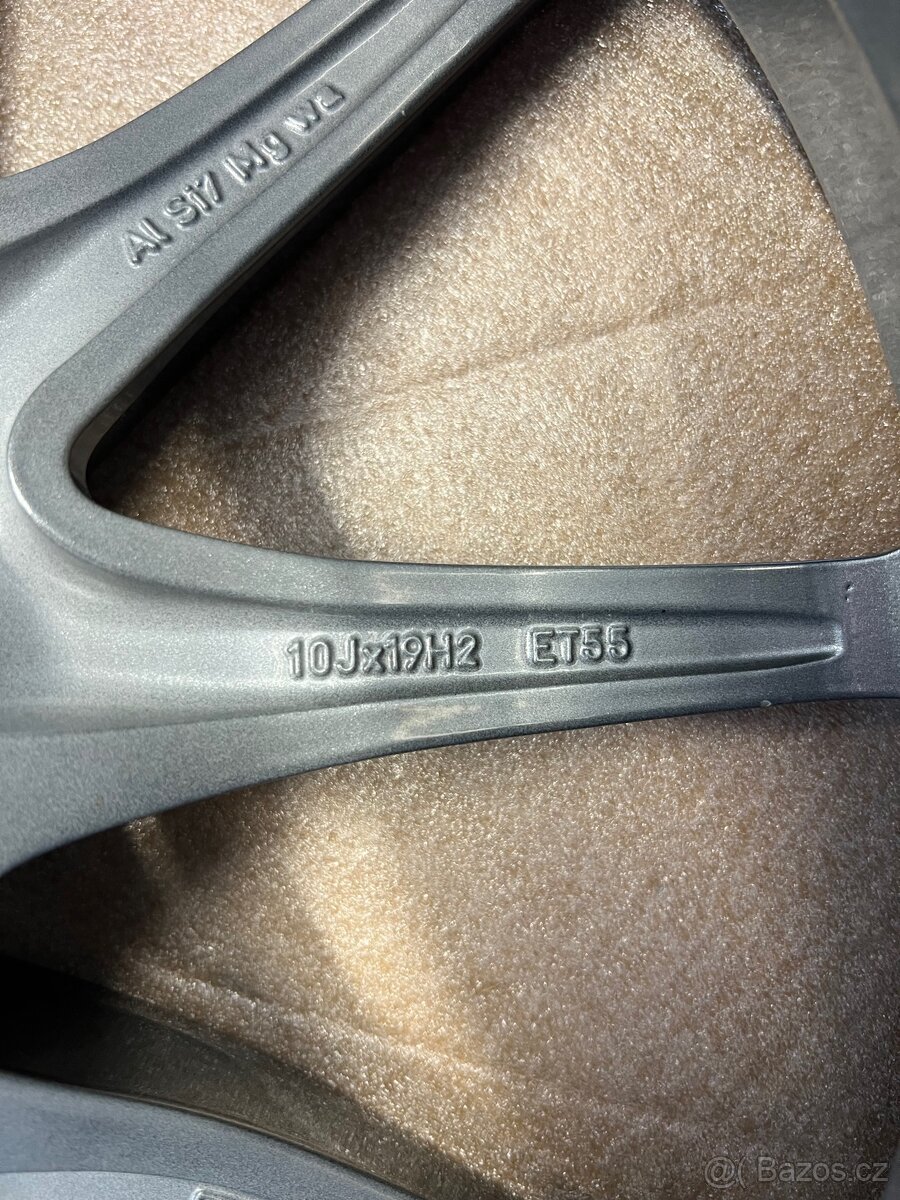 Al Si7 Mg wa
10Jx19H2 ET55
@( Bazos.cz